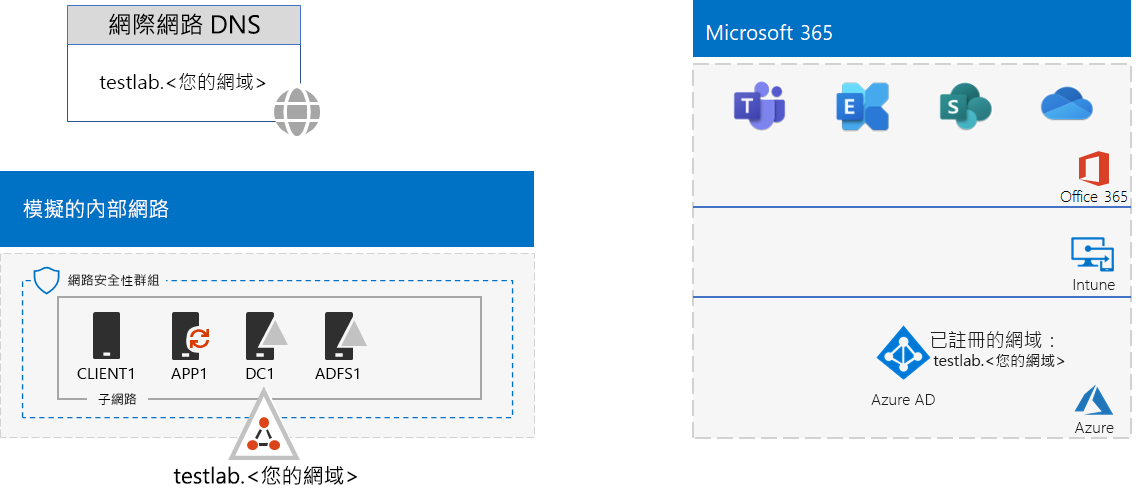 網際網路 DNS
testlab.<您的網域>
模擬的內部網路
網路安全性群組
CLIENT1
APP1
DC1
ADFS1
子網路
testlab.<您的網域>
Microsoft 365
T
E
S
Office 365
Intune
已註冊的網域：
testlab.<您的網域>
Azure AD
Azure